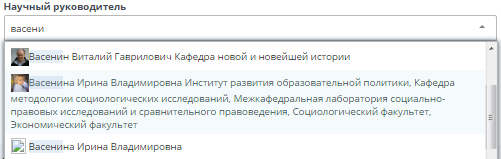 Научный руководитель
васени
Васенин Виталий Гаврилович Кафедра новой и новейшей истории
Васенина Ирина Владимировна Институт развития образовательной политики, Кафедра
методологии социологических исследований, Межкафедральная лаборатория социально-
правовых исследований и сравнительного правоведения, Социологический факультет,
Экономический факультет
Васенина Ирина Владимировна